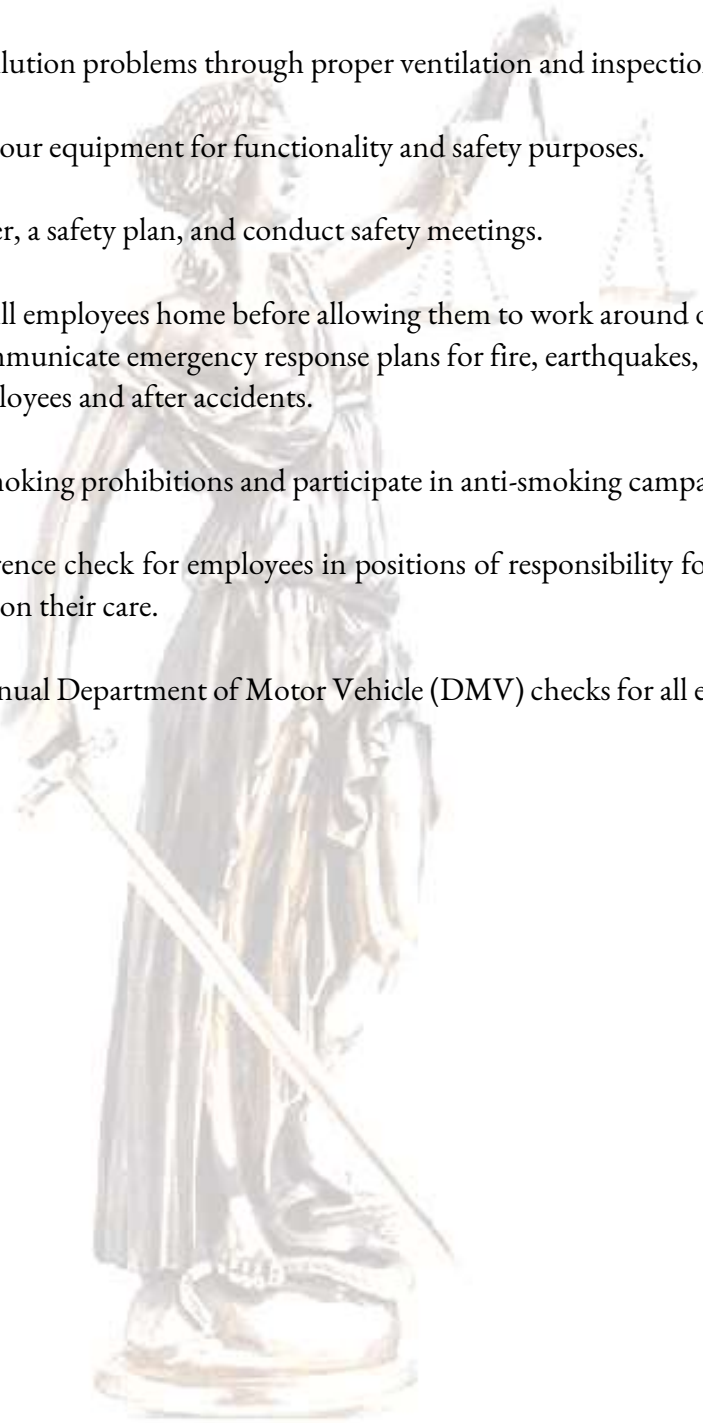 lution problems through proper ventilation and inspectio
our equipment for functionality and safety purposes.
er, a safety plan, and conduct safety meetings.
ll employees home before allowing them to work around
mmunicate emergency response plans for fire, earthquakes,
loyees and after accidents.
noking prohibitions and participate in anti-smoking campa
rence check for employees in positions of responsibility fo
on their care.
nual Department of Motor Vehicle (DMV) checks for all e